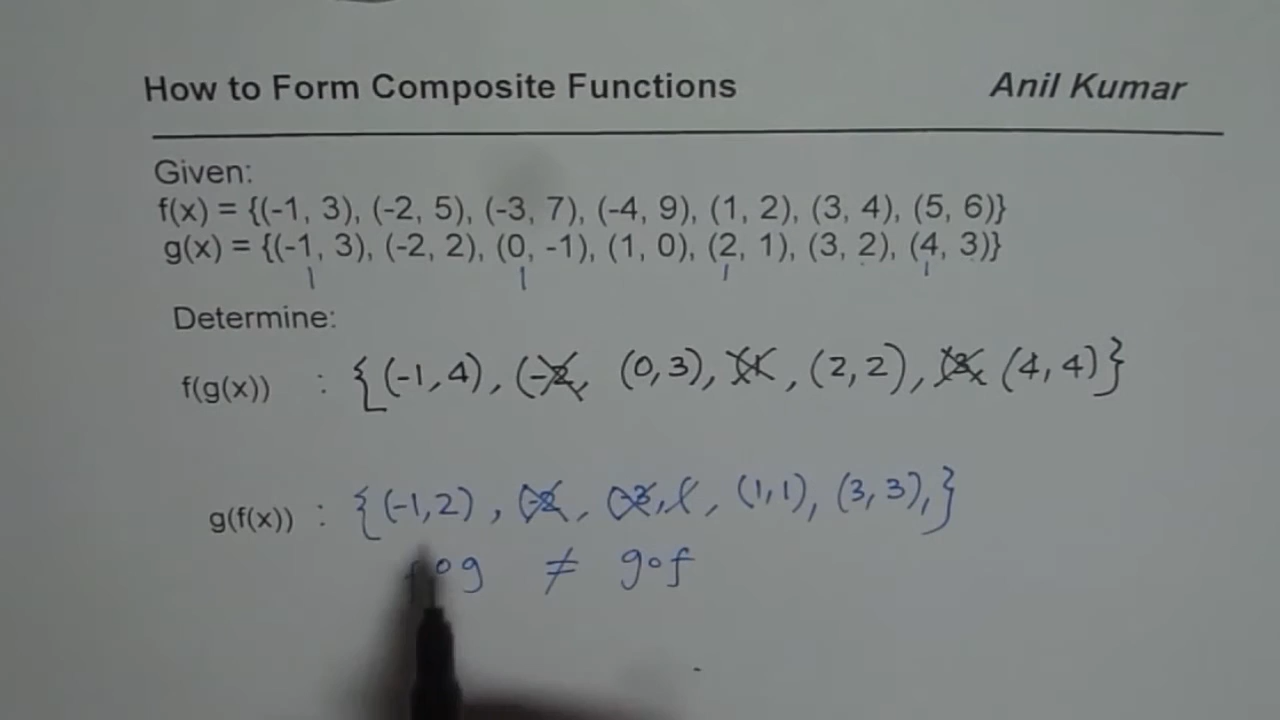 How to Form Composite Functions Anil Kumar
Given:
f(x) = {(-1, 3), (-2, 5), (-3, 7), (-4, 9), (1, 2), (3, 4), (5, 6)}
g(x) = {(-1, 3), (-2, 2), (0, -1), (1, 0), (2, 1), (3, 2), (4, 3)}
Determine:
f(g(x)) : {(-1,4), (0,3), , (2,2), (4,4)}
g(f(x)) : {(-1,2), , , , (1,1), (3,3),}
fog ≠ gof